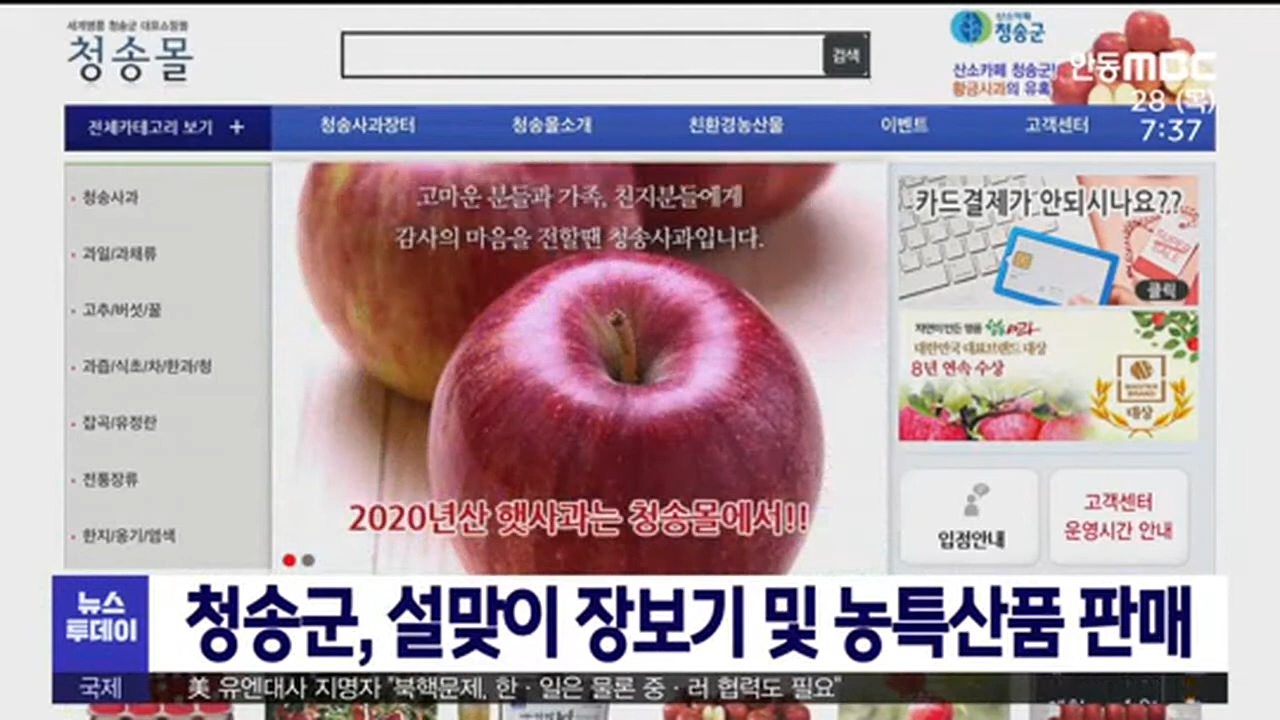 세계명품 청송군 대표쇼핑몰
청송몰
검색
산소카페
청송군
산소카페 청송군!
황금사과의 유혹
안동MBC
28 (목)
7:37
전체카테고리 보기 +
청송사과장터
청송몰소개
친환경농산물
이벤트
고객센터
청송사과
과일/과채류
고추/버섯/꿀
과즙/식초/차/한과/청
잡곡/유정란
전통장류
한지/옹기/염색
고마운 분들과 가족, 친지분들에게
감사의 마음을 전할땐 청송사과입니다.
2020년산 햇사과는 청송몰에서!!
카드결제가 안되시나요??
클릭
자연이 만든 명품 청송사과
대한민국 대표브랜드 대상
8년 연속 수상
대상
입점안내
고객센터
운영시간 안내
뉴스
투데이
청송군, 설맞이 장보기 및 농특산품 판매
국제
美 유엔대사 지명자 "북핵문제, 한·일은 물론 중·러 협력도 필요"